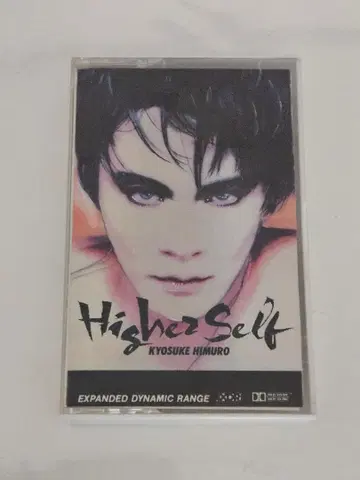 Higher Self
KYOSUKE HIMURO
EXPANDED DYNAMIC RANGE